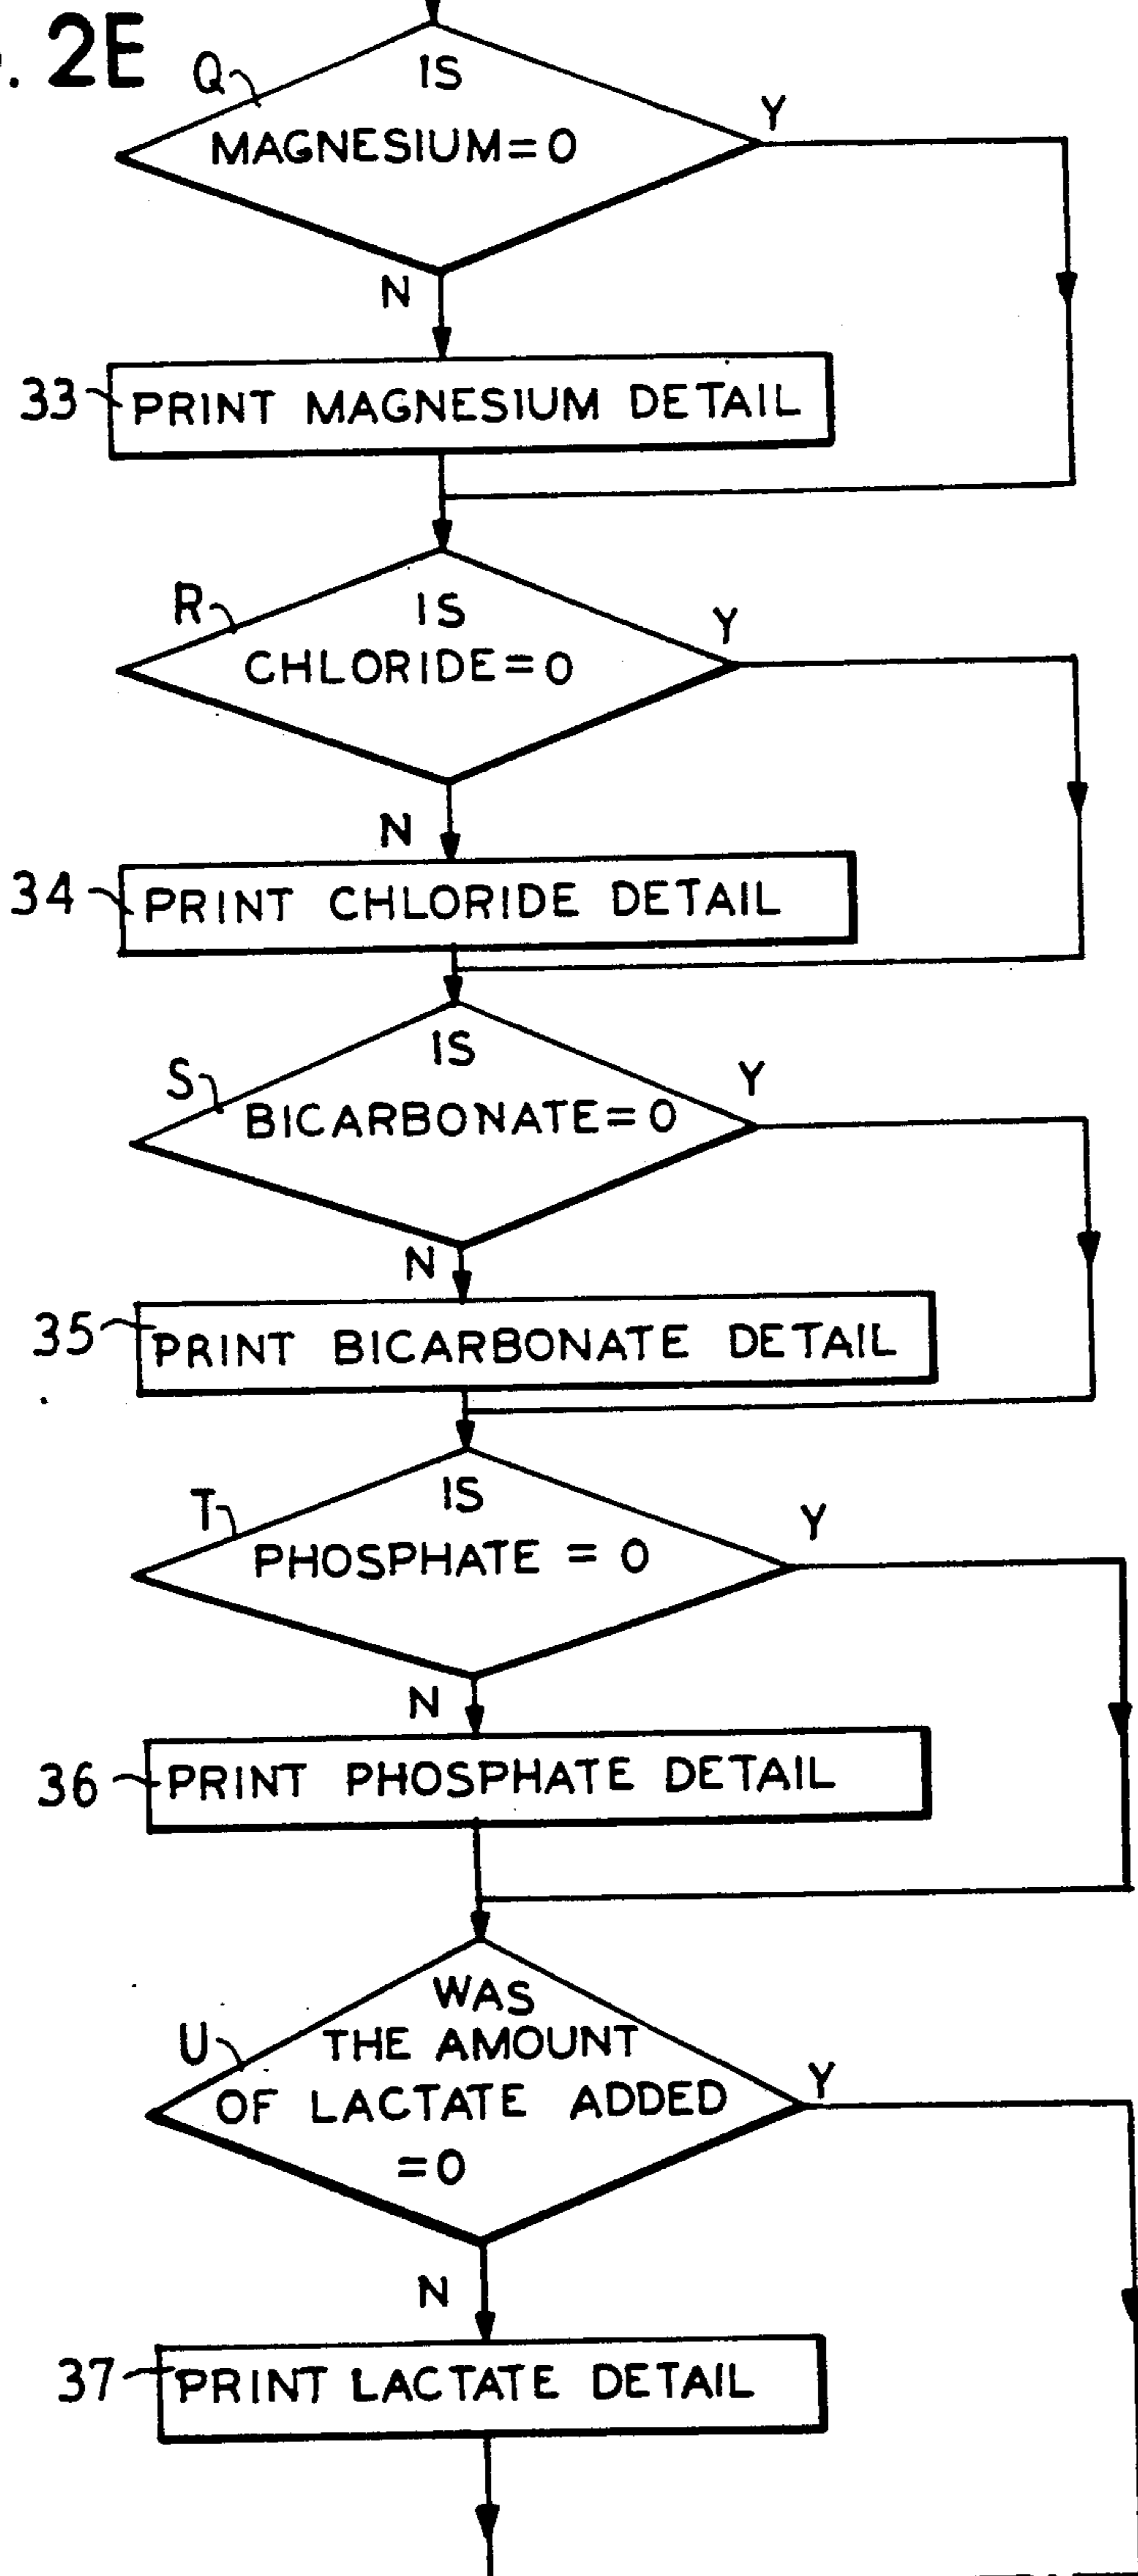 . 2E
Q
IS
MAGNESIUM=0
Y
N
33
PRINT MAGNESIUM DETAIL
R
IS
CHLORIDE=0
Y
N
34
PRINT CHLORIDE DETAIL
S
IS
BICARBONATE=0
Y
N
35
PRINT BICARBONATE DETAIL
T
IS
PHOSPHATE = 0
Y
N
36
PRINT PHOSPHATE DETAIL
U
WAS
THE AMOUNT
OF LACTATE ADDED
=0
Y
N
37
PRINT LACTATE DETAIL